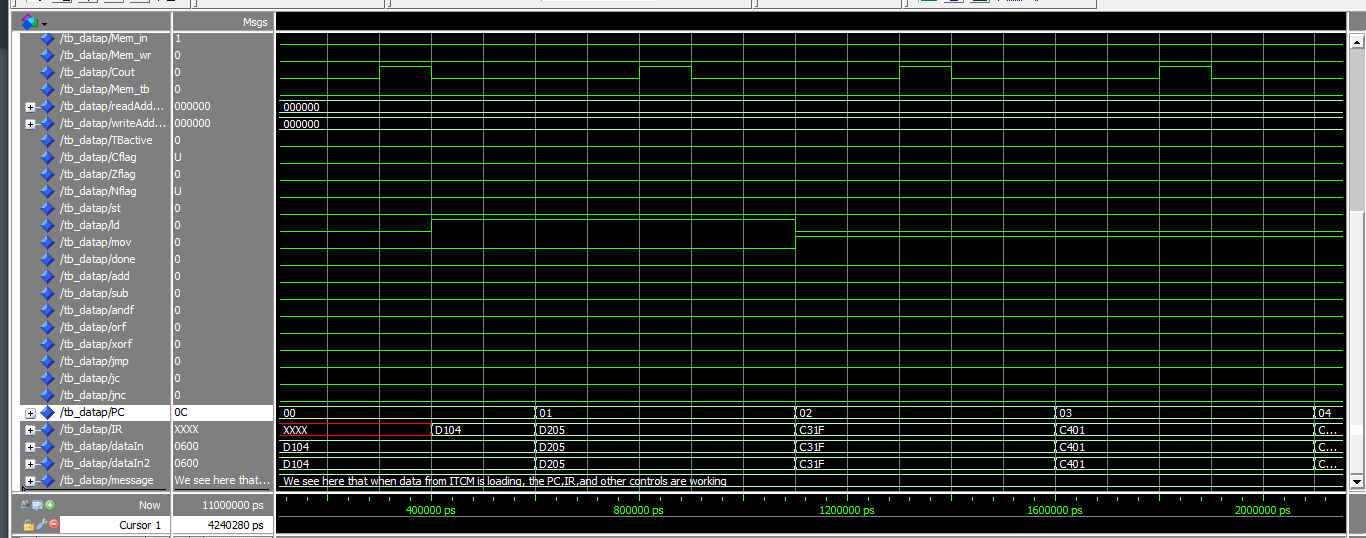 Msgs
/tb_datap/Mem_in 1
/tb_datap/Mem_wr 0
/tb_datap/Cout 0
/tb_datap/Mem_tb 0
/tb_datap/readAdd... 000000 000000
/tb_datap/writeAdd... 000000 000000
/tb_datap/TBactive 0
/tb_datap/Cflag U
/tb_datap/Zflag 0
/tb_datap/Nflag U
/tb_datap/st 0
/tb_datap/ld 0
/tb_datap/mov 0
/tb_datap/done 0
/tb_datap/add 0
/tb_datap/sub 0
/tb_datap/andf 0
/tb_datap/orf 0
/tb_datap/xorf 0
/tb_datap/jmp 0
/tb_datap/jc 0
/tb_datap/jnc 0
/tb_datap/PC 0C 00 01 02 03 04
/tb_datap/IR XXXX XXXX D104 D205 C31F C401 C...
/tb_datap/dataIn 0600 D104 D205 C31F C401 C...
/tb_datap/dataIn2 0600 D104 D205 C31F C401 C...
/tb_datap/message We see here that... We see here that when data from ITCM is loading, the PC,IR,and other controls are working
Now 11000000 ps 400000 ps 800000 ps 1200000 ps 1600000 ps 2000000 ps
Cursor 1 4240280 ps